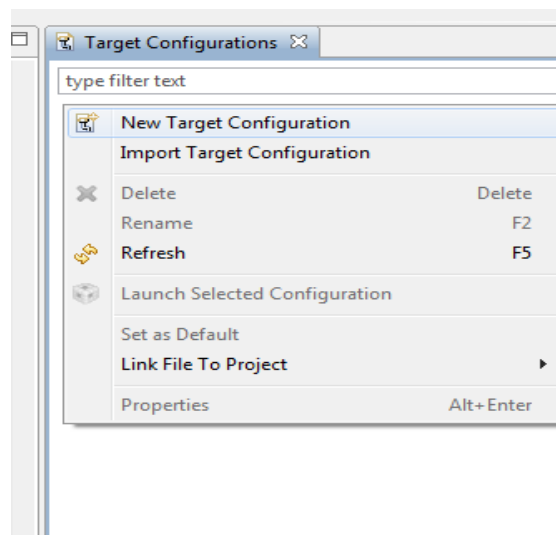 Target Configurations
type filter text
New Target Configuration
Import Target Configuration
Delete Delete
Rename F2
Refresh F5
Launch Selected Configuration
Set as Default
Link File To Project
Properties Alt+Enter